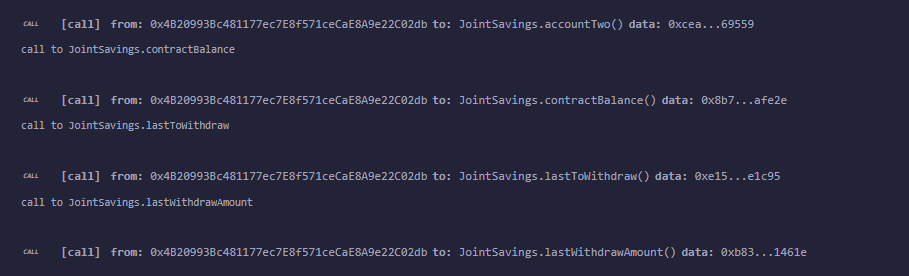 CALL [call] from: 0x4B20993Bc481177ec7E8f571ceCaE8A9e22C02db to: JointSavings.accountTwo() data: 0xcea...69559
call to JointSavings.contractBalance
CALL [call] from: 0x4B20993Bc481177ec7E8f571ceCaE8A9e22C02db to: JointSavings.contractBalance() data: 0x8b7...afe2e
call to JointSavings.lastToWithdraw
CALL [call] from: 0x4B20993Bc481177ec7E8f571ceCaE8A9e22C02db to: JointSavings.lastToWithdraw() data: 0xe15...e1c95
call to JointSavings.lastWithdrawAmount
CALL [call] from: 0x4B20993Bc481177ec7E8f571ceCaE8A9e22C02db to: JointSavings.lastWithdrawAmount() data: 0xb83...1461e